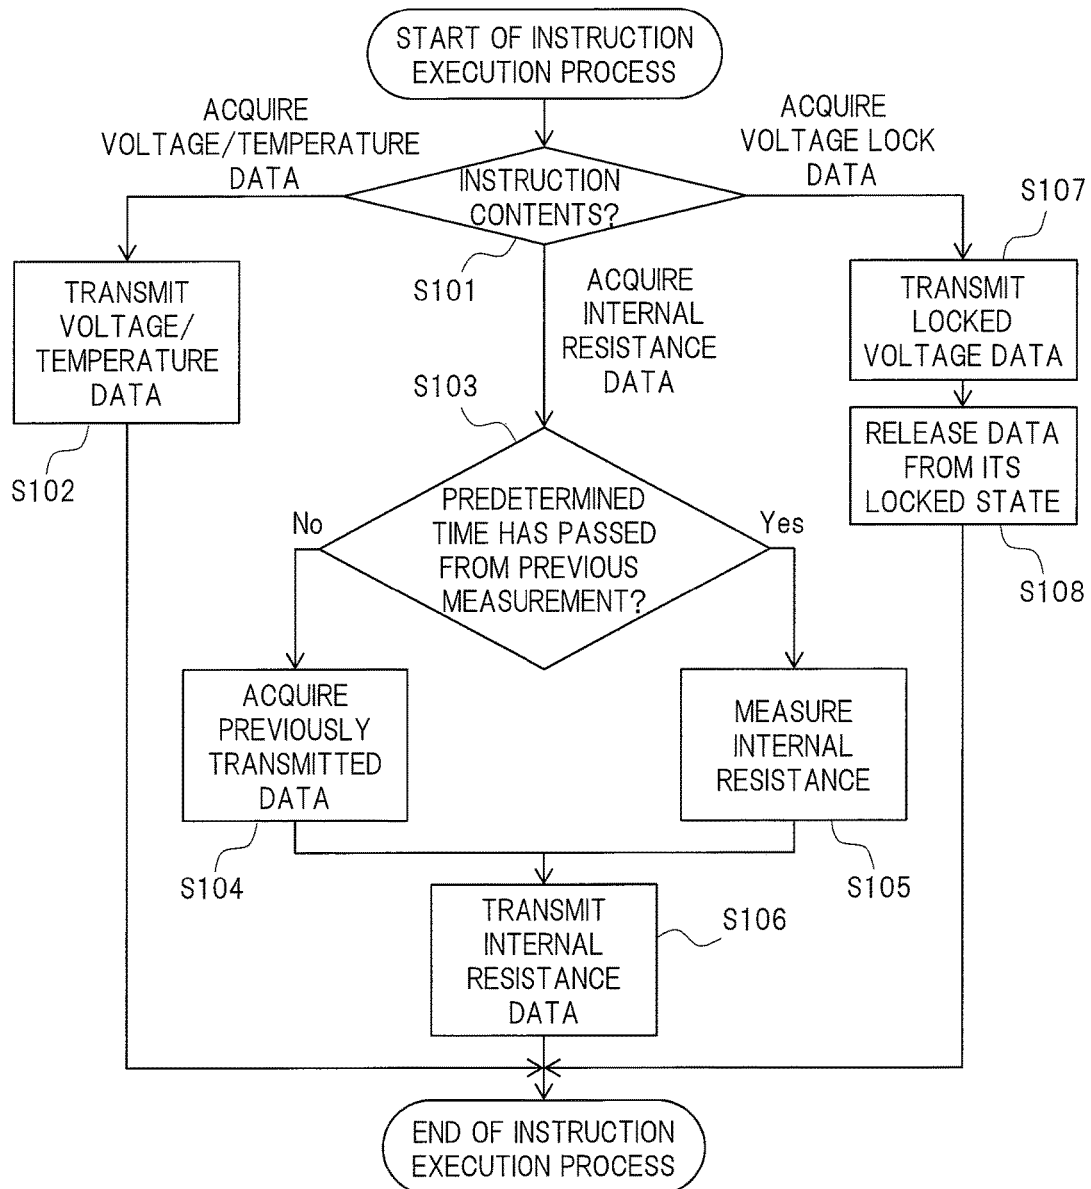 START OF INSTRUCTION
EXECUTION PROCESS
ACQUIRE
VOLTAGE/TEMPERATURE
DATA
ACQUIRE
VOLTAGE LOCK
DATA
INSTRUCTION
CONTENTS?
S101
S107
TRANSMIT
VOLTAGE/
TEMPERATURE
DATA
S102
ACQUIRE
INTERNAL
RESISTANCE
DATA
TRANSMIT
LOCKED
VOLTAGE DATA
RELEASE DATA
FROM ITS
LOCKED STATE
S108
S103
PREDETERMINED
TIME HAS PASSED
FROM PREVIOUS
MEASUREMENT?
No
Yes
ACQUIRE
PREVIOUSLY
TRANSMITTED
DATA
S104
MEASURE
INTERNAL
RESISTANCE
S105
TRANSMIT
INTERNAL
RESISTANCE
DATA
S106
END OF INSTRUCTION
EXECUTION PROCESS